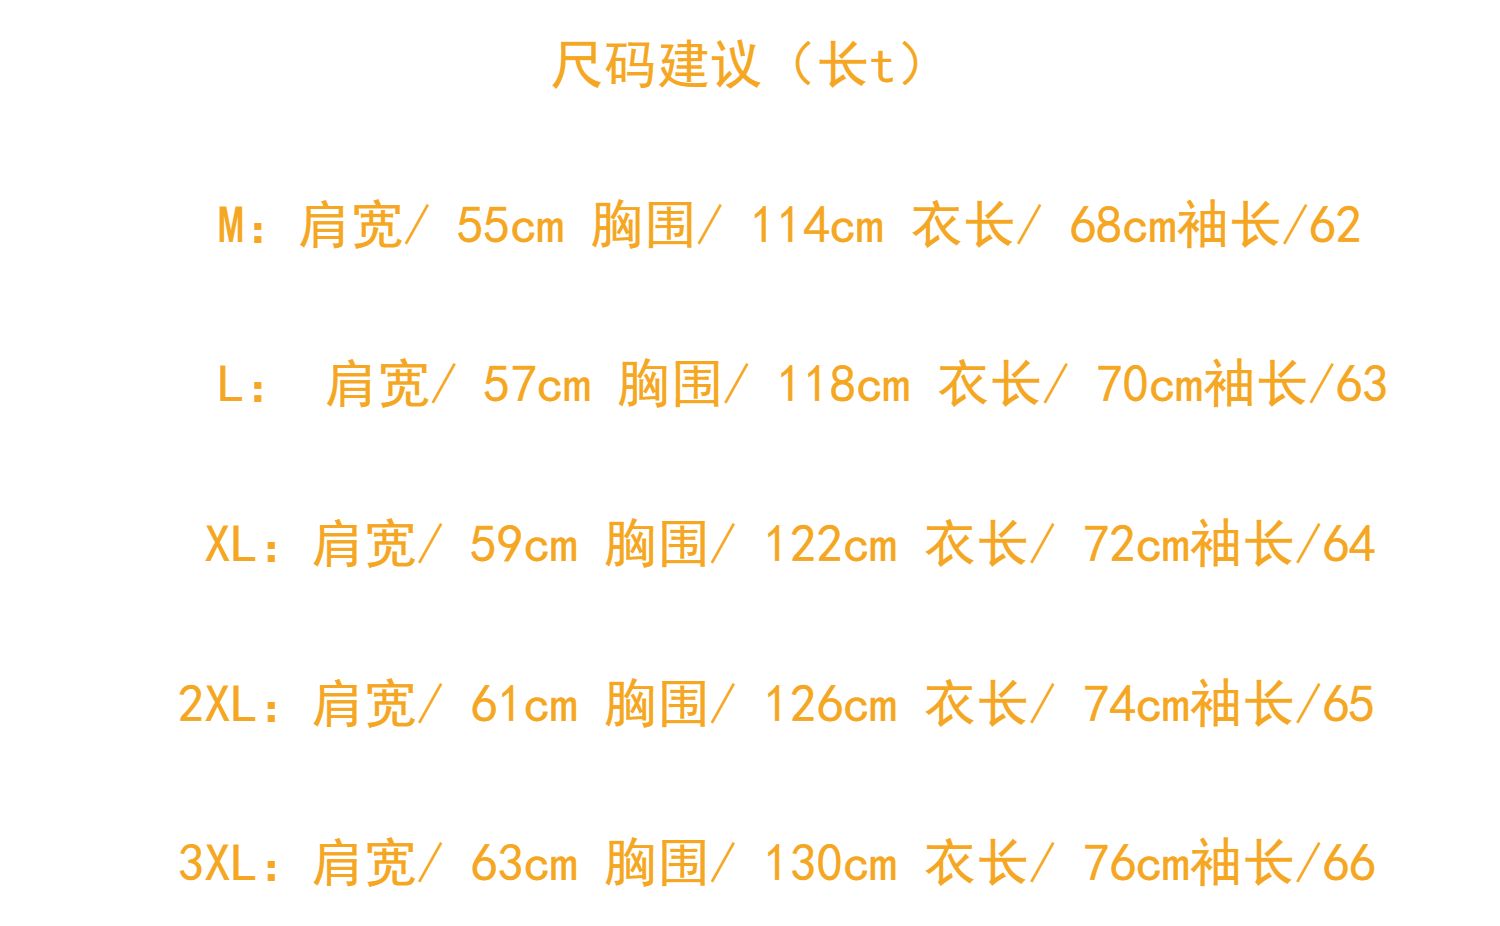 尺码建议（长t）
M：肩宽/ 55cm 胸围/ 114cm 衣长/ 68cm袖长/62
L： 肩宽/ 57cm 胸围/ 118cm 衣长/ 70cm袖长/63
XL：肩宽/ 59cm 胸围/ 122cm 衣长/ 72cm袖长/64
2XL：肩宽/ 61cm 胸围/ 126cm 衣长/ 74cm袖长/65
3XL：肩宽/ 63cm 胸围/ 130cm 衣长/ 76cm袖长/66